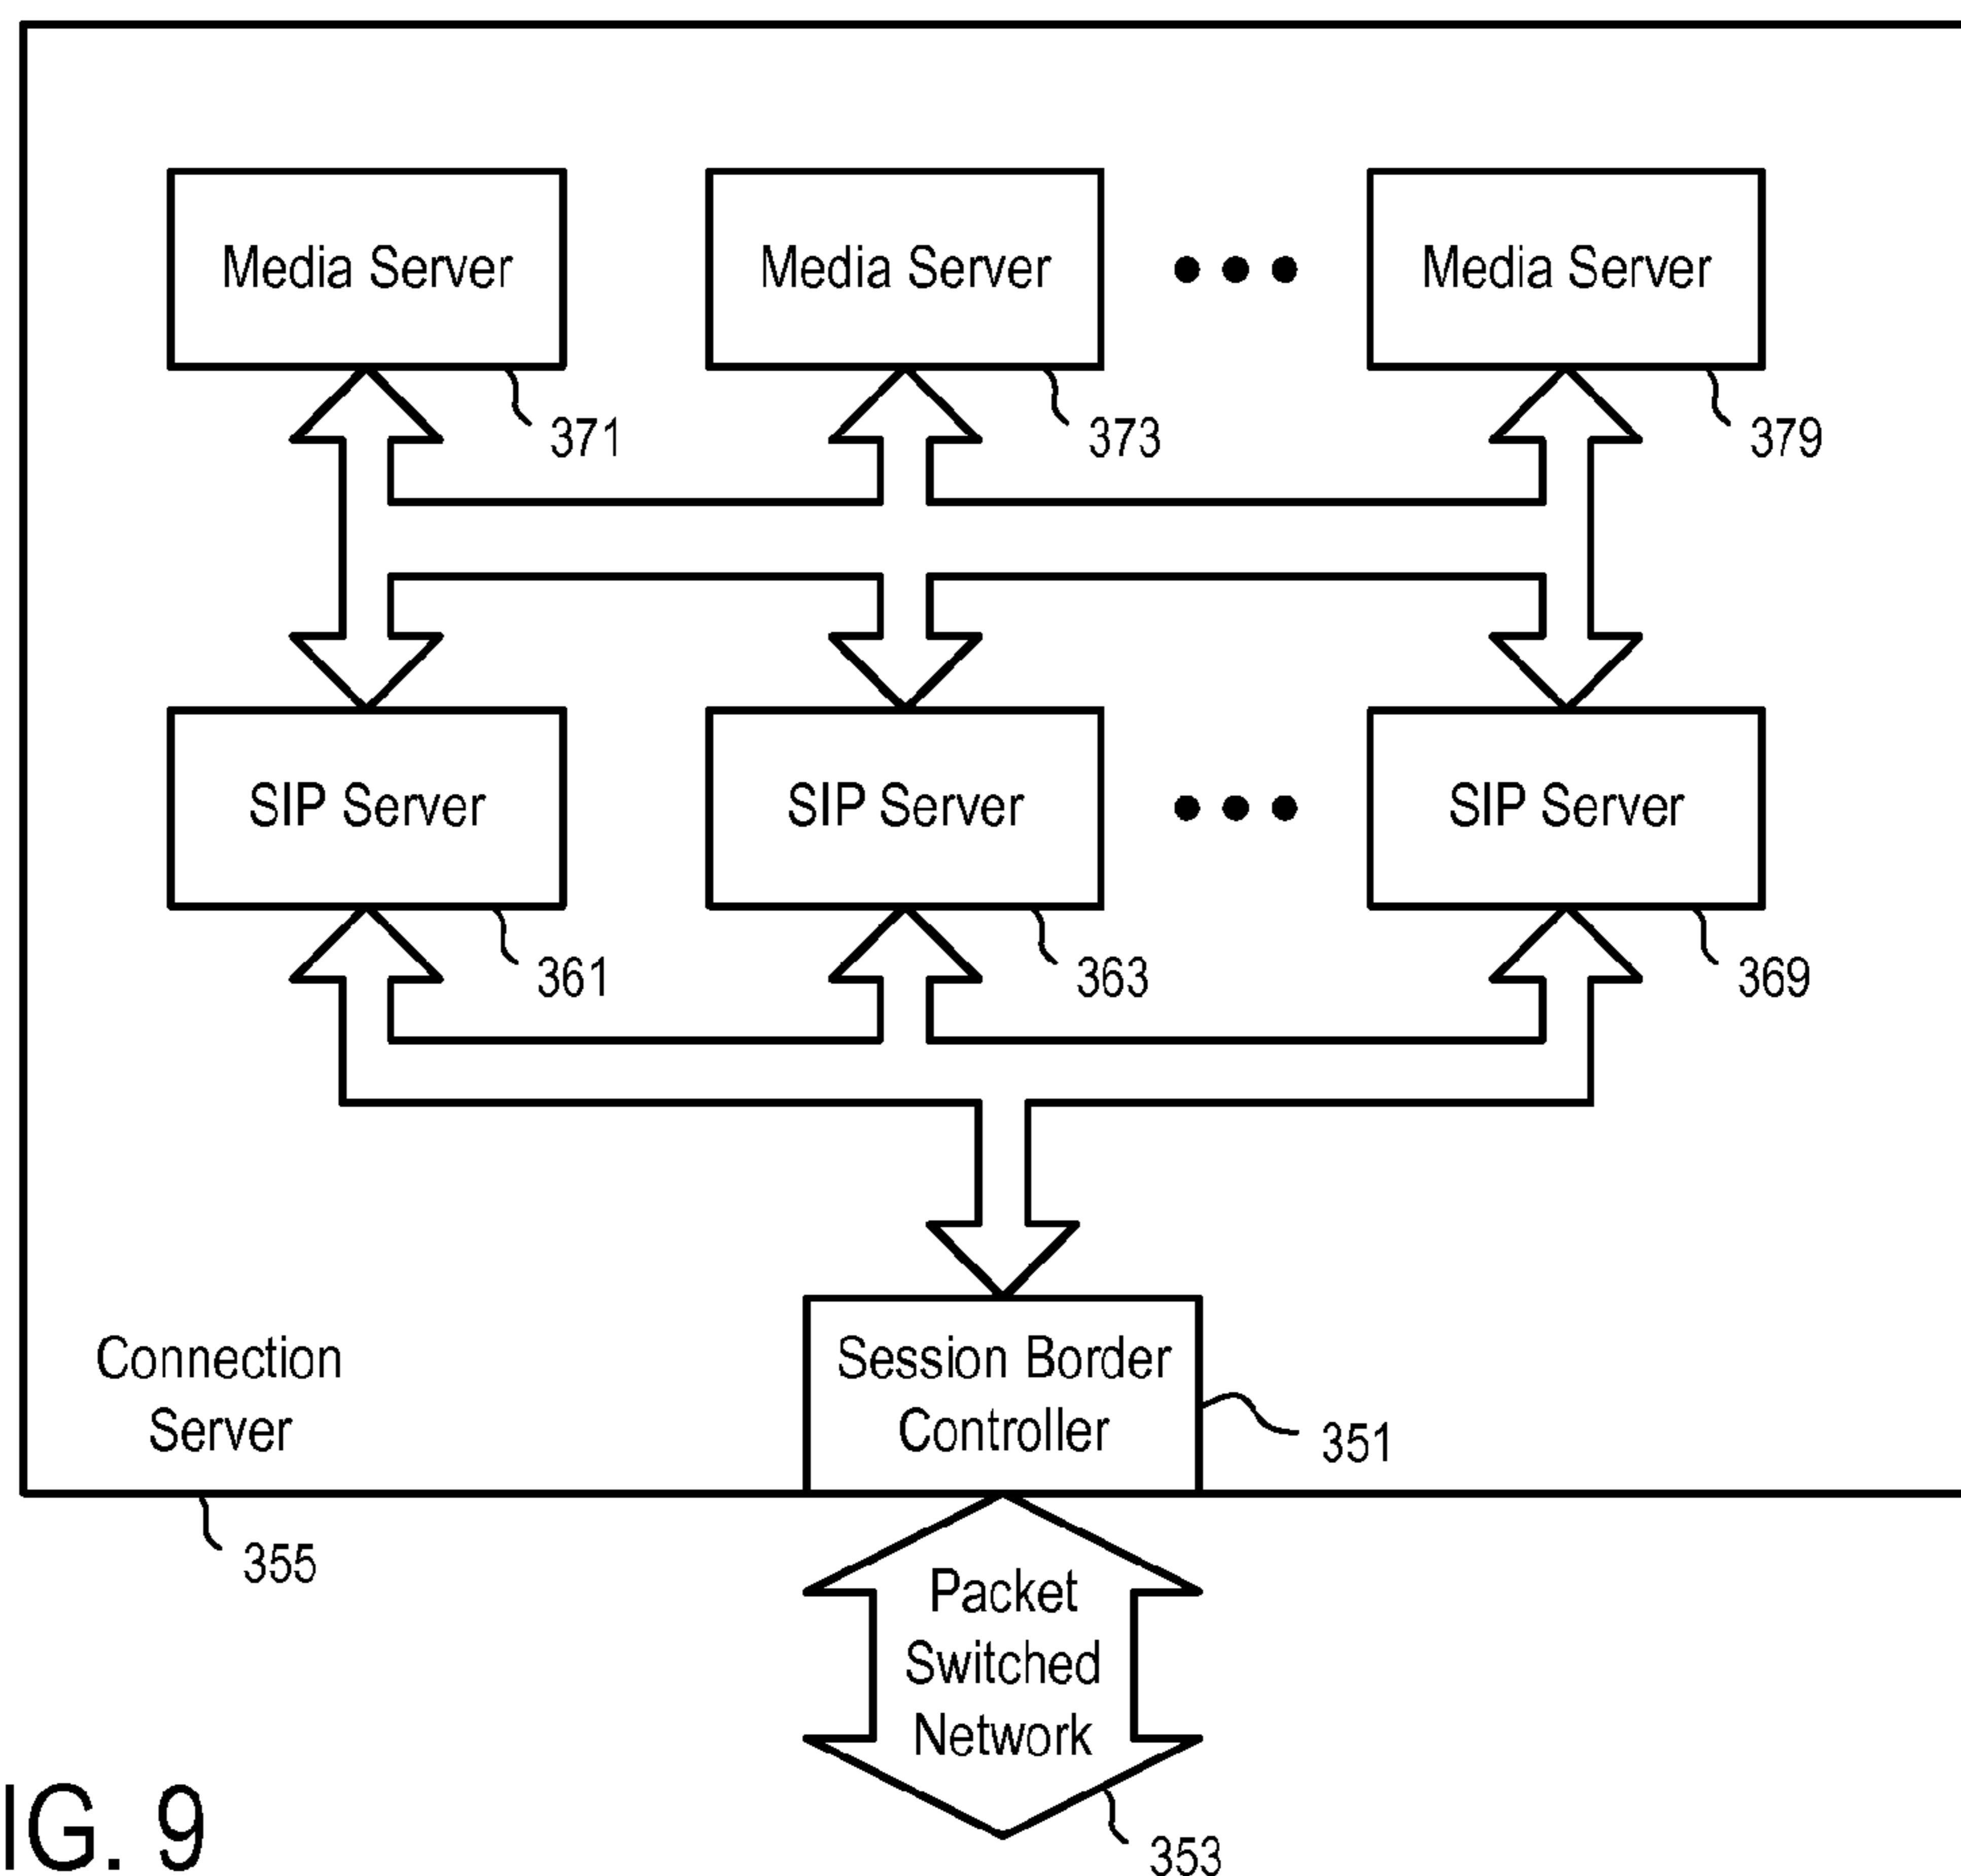 Media Server
Media Server
Media Server
371
373
379
SIP Server
SIP Server
SIP Server
361
363
369
Connection
Server
Session Border
Controller
351
355
Packet
Switched
Network
353
IG. 9